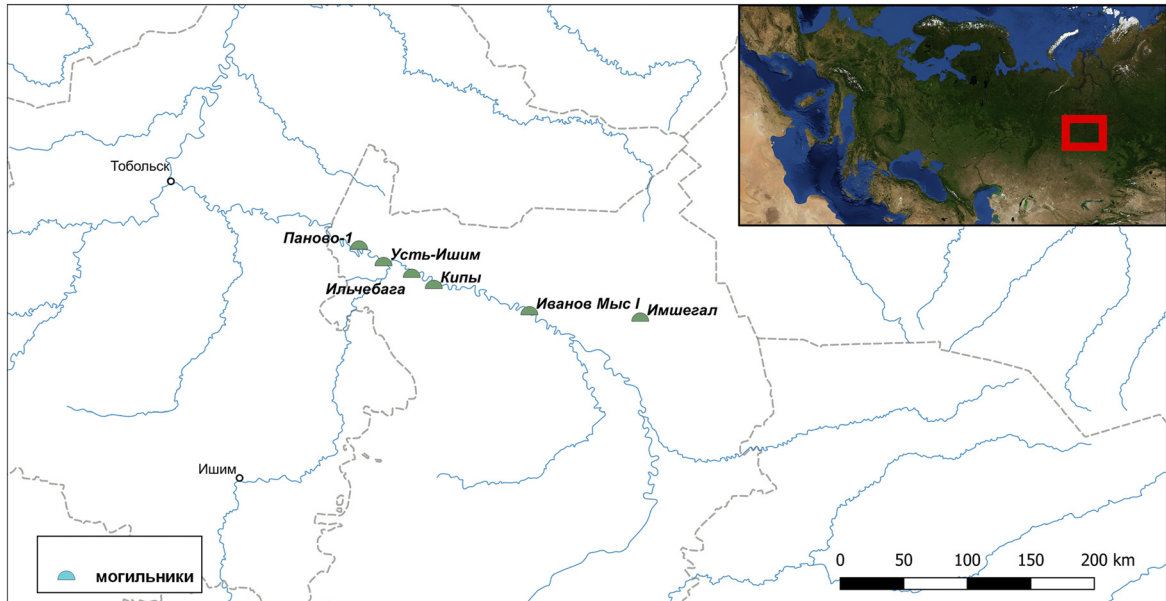 Тобольск
Паново-1
Усть-Ишим
Ильчебага
Кипы
Иванов Мыс I
Имшегал
Ишим
могильники
0 50 100 150 200 km